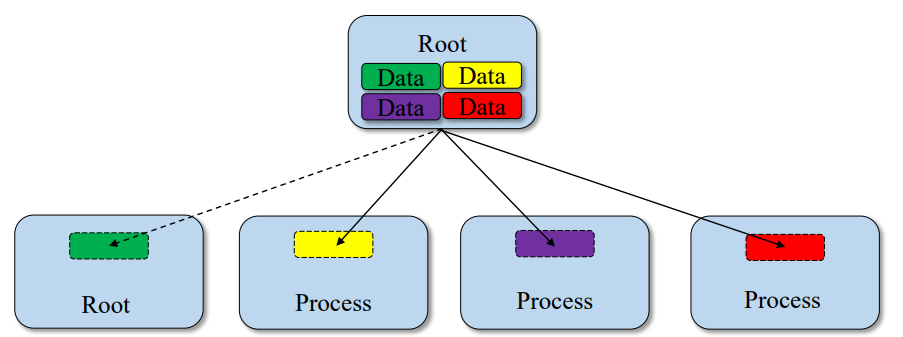 Root
Data Data
Data Data
Root Process Process Process